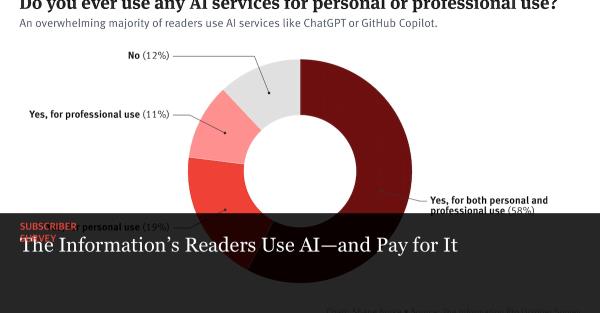 Do you ever use any AI services for personal or professional use?
An overwhelming majority of readers use AI services like ChatGPT or GitHub Copilot.
No (12%)
Yes, for professional use (11%)
Yes, for both personal and
professional use (58%)
personal use (19%)
SUBSCRIBER
SURVEY
The Information’s Readers Use AI—and Pay for It